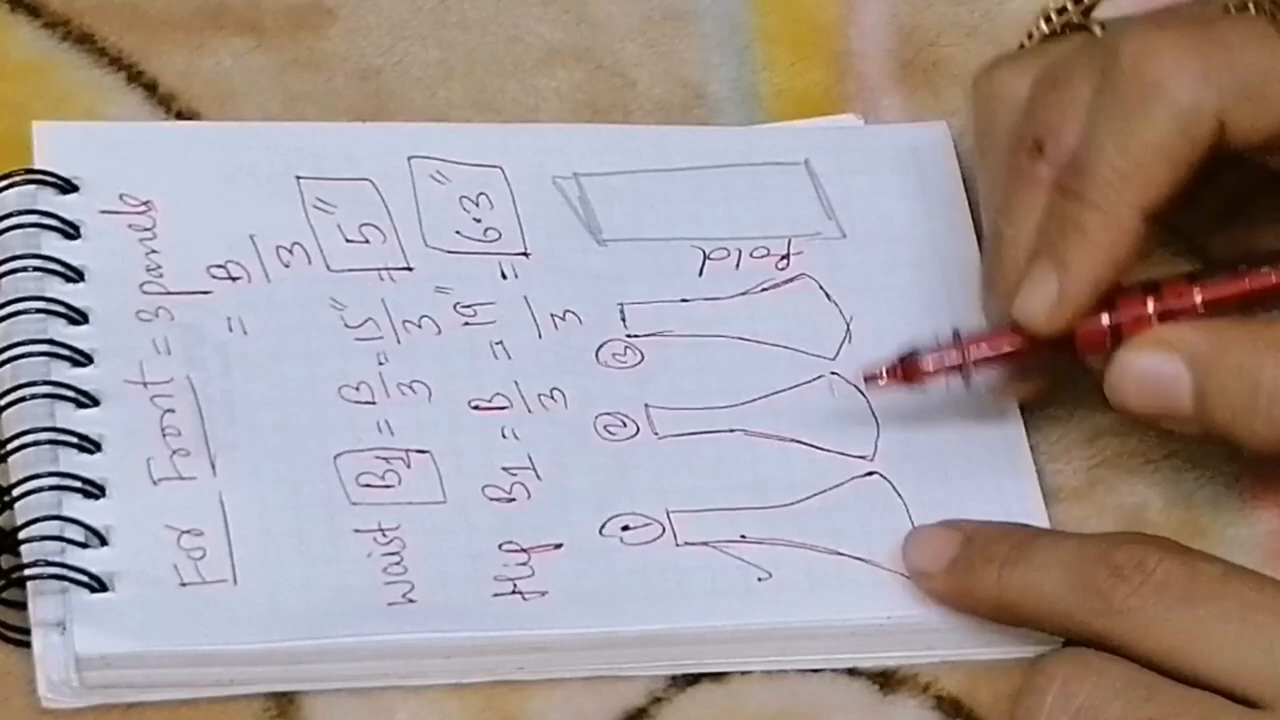 For Front = 3 panels
= B/3
Waist B1 = B/3 = 15"/3 = 5"
Hip B1 = B/3 = 19"/3 = 6.3"
① ② ③ fold